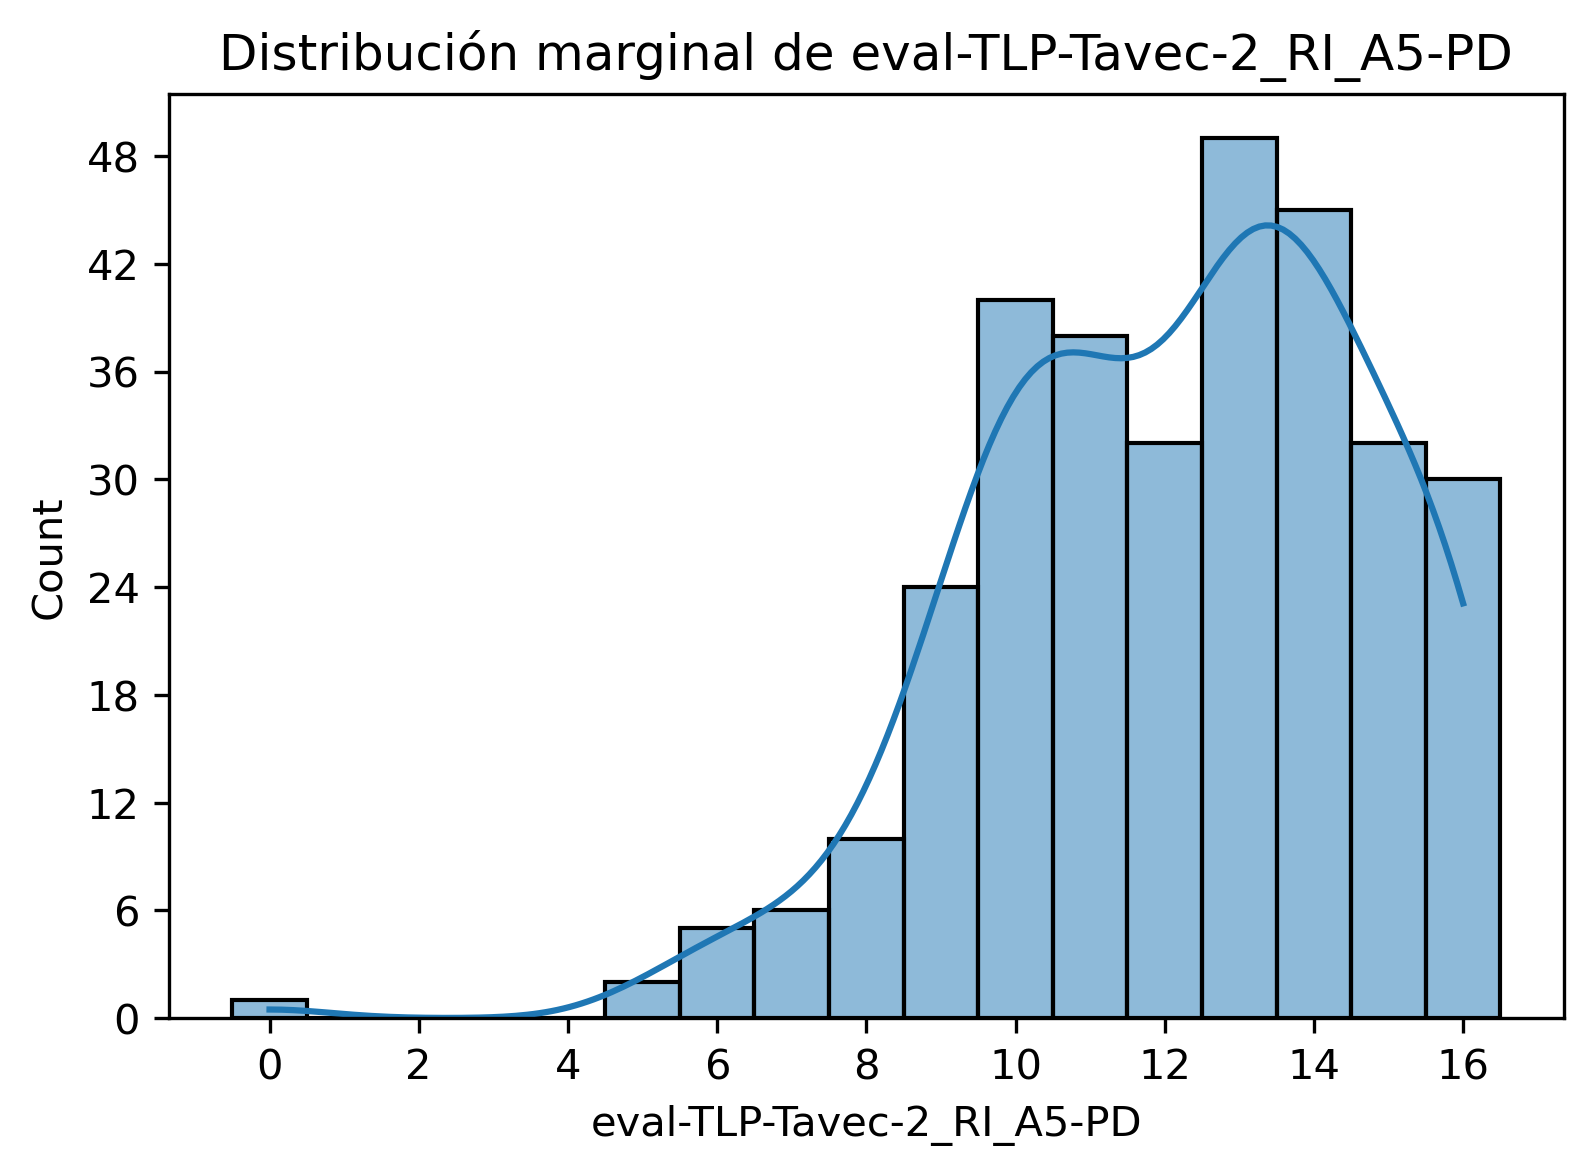 Distribución marginal de eval-TLP-Tavec-2_RI_A5-PD
48
42
36
30
24
18
12
6
0
Count
0 2 4 6 8 10 12 14 16
eval-TLP-Tavec-2_RI_A5-PD